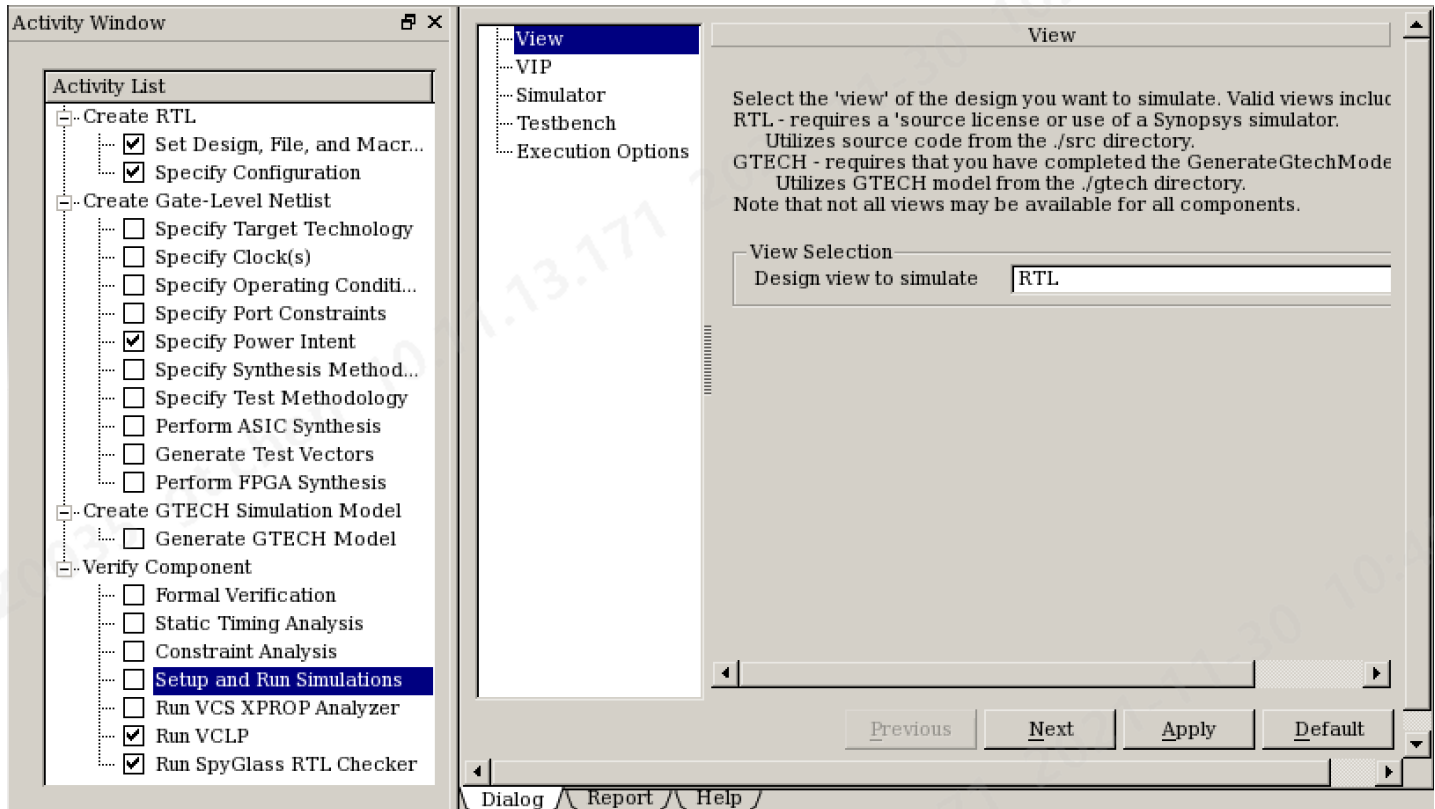 Activity Window
Activity List
Create RTL
Set Design, File, and Macr...
Specify Configuration
Create Gate-Level Netlist
Specify Target Technology
Specify Clock(s)
Specify Operating Conditi...
Specify Port Constraints
Specify Power Intent
Specify Synthesis Method...
Specify Test Methodology
Perform ASIC Synthesis
Generate Test Vectors
Perform FPGA Synthesis
Create GTECH Simulation Model
Generate GTECH Model
Verify Component
Formal Verification
Static Timing Analysis
Constraint Analysis
Setup and Run Simulations
Run VCS XPROP Analyzer
Run VCLP
Run SpyGlass RTL Checker
View
VIP
Simulator
Testbench
Execution Options
View
Select the 'view' of the design you want to simulate. Valid views includ
RTL - requires a 'source license or use of a Synopsys simulator.
Utilizes source code from the ./src directory.
GTECH - requires that you have completed the GenerateGtechMode
Utilizes GTECH model from the ./gtech directory.
Note that not all views may be available for all components.
View Selection
Design view to simulate RTL
Previous Next Apply Default
Dialog Report Help